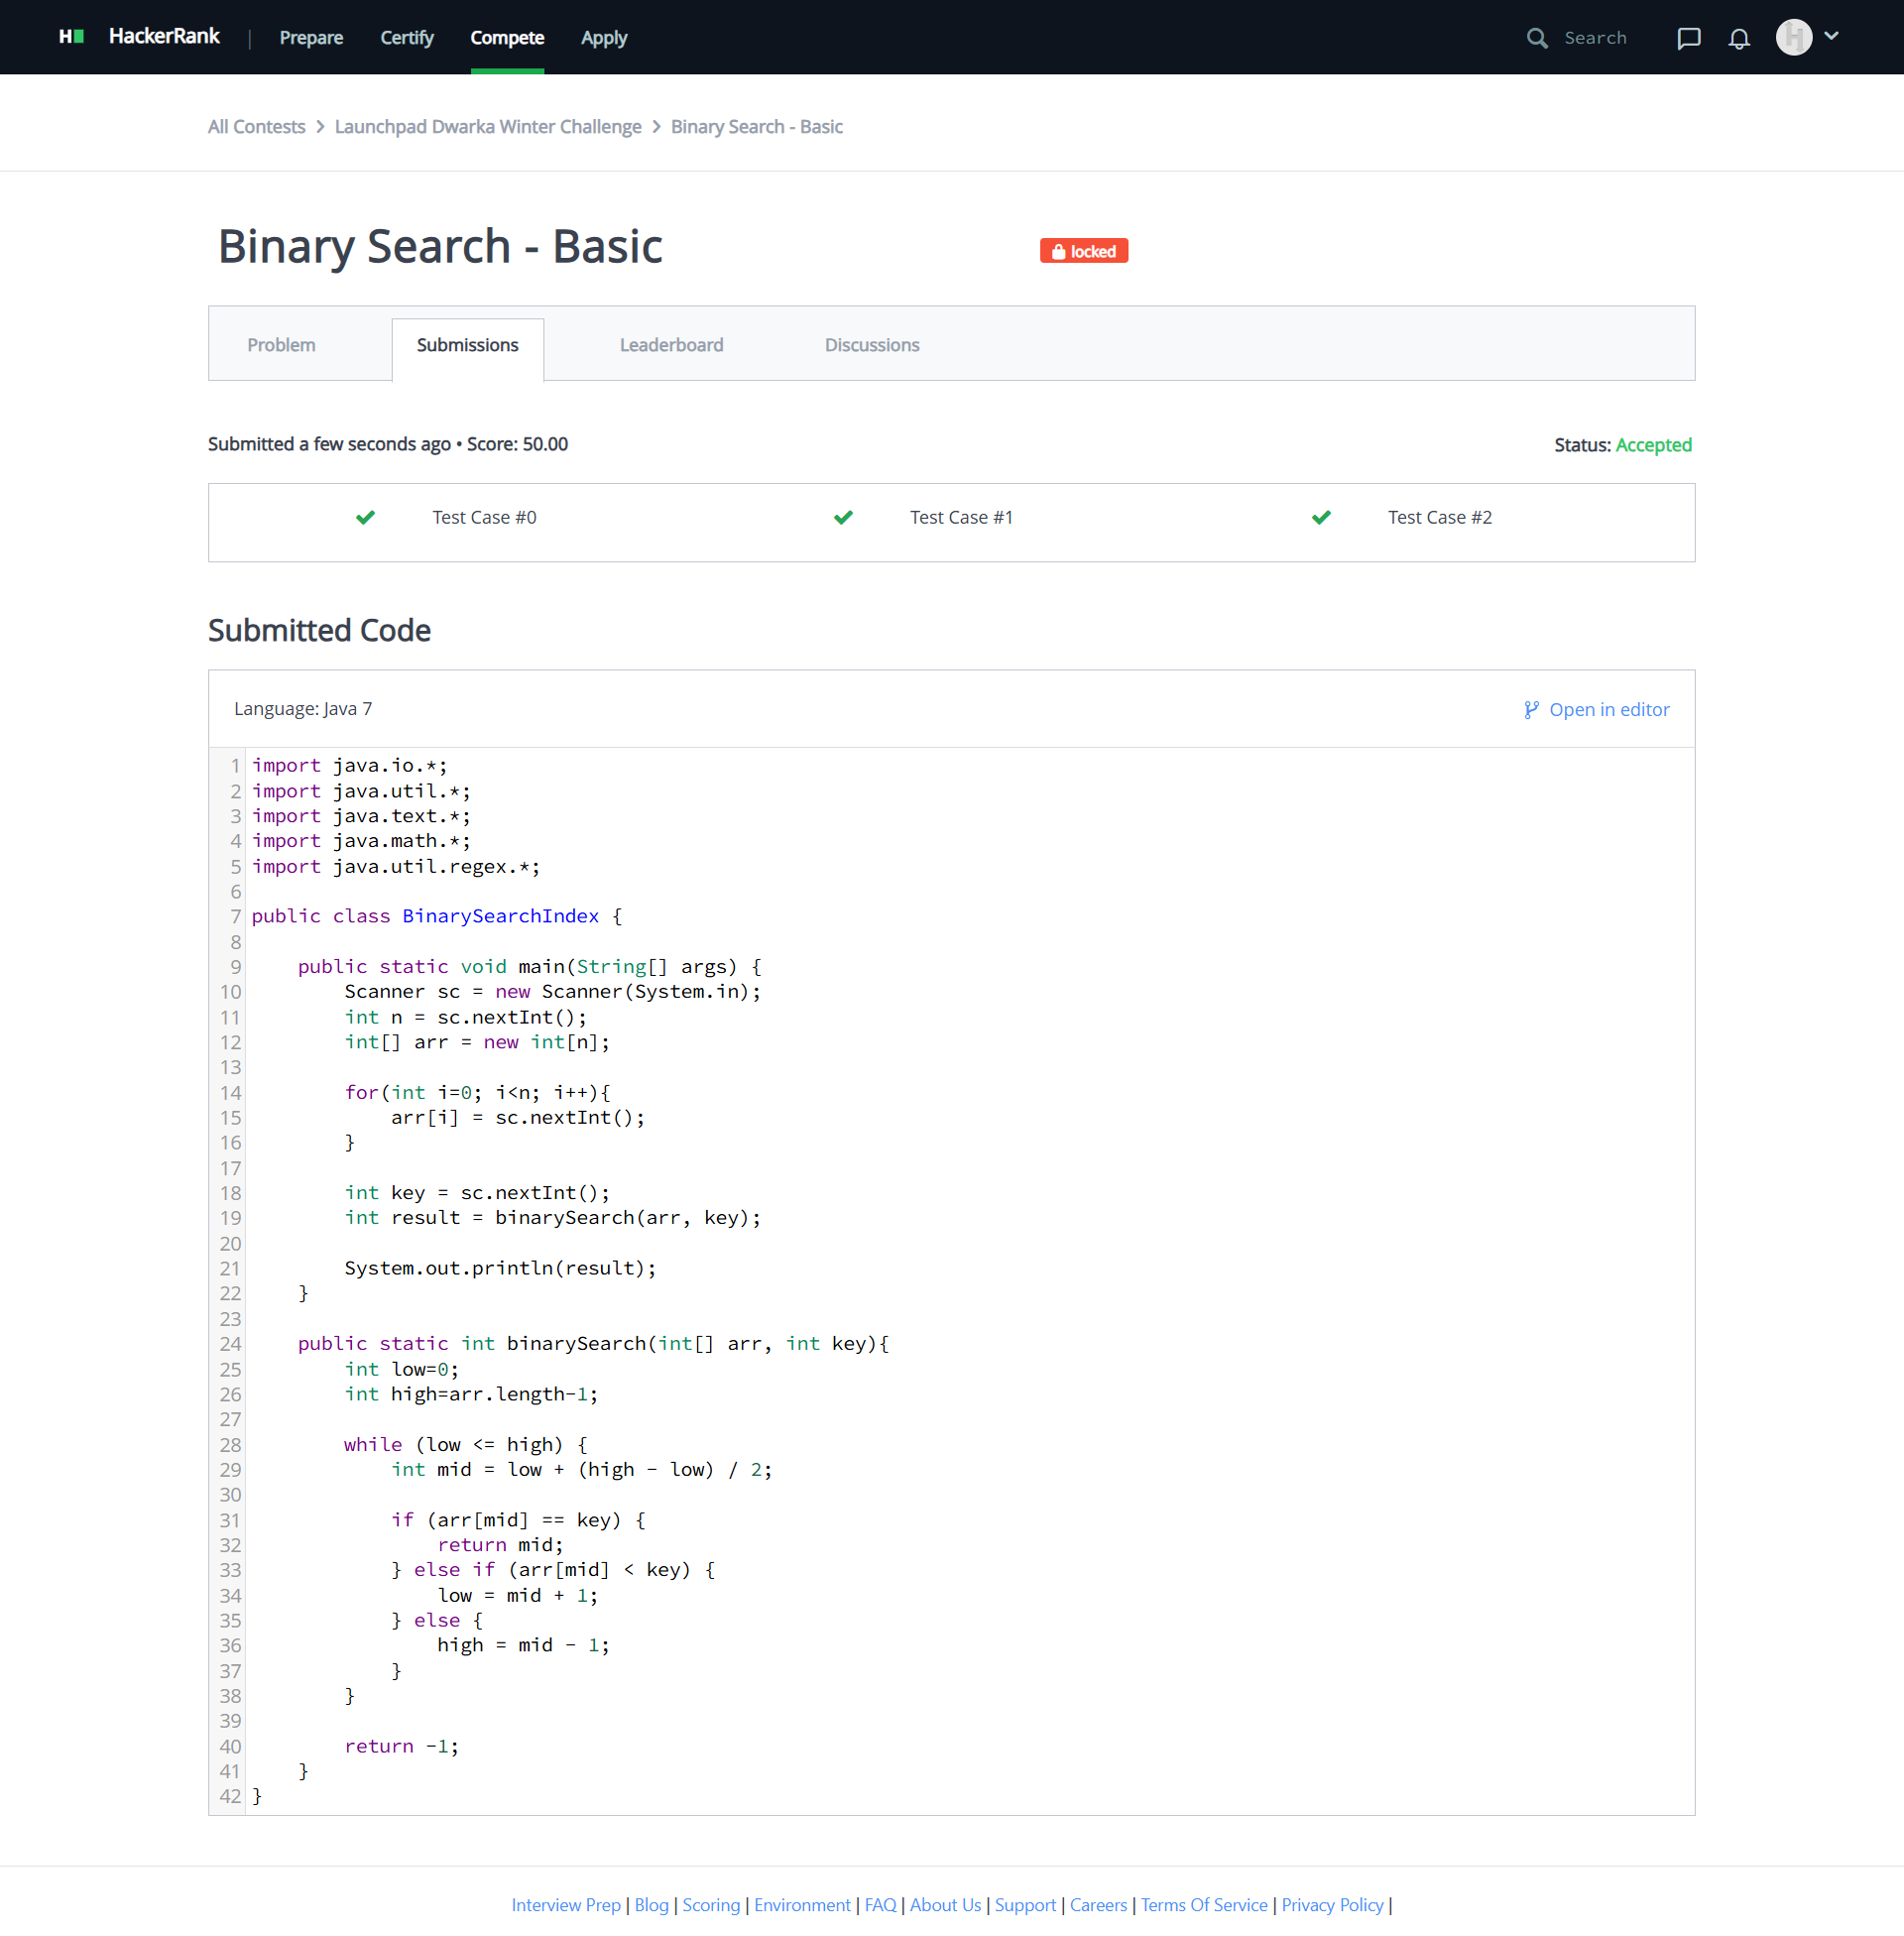 HackerRank | Prepare Certify Compete Apply Search
All Contests > Launchpad Dwarka Winter Challenge > Binary Search - Basic
Binary Search - Basic locked
Problem Submissions Leaderboard Discussions
Submitted a few seconds ago • Score: 50.00 Status: Accepted
Test Case #0 Test Case #1 Test Case #2
Submitted Code
Language: Java 7 Open in editor
1 import java.io.*;
2 import java.util.*;
3 import java.text.*;
4 import java.math.*;
5 import java.util.regex.*;
6
7 public class BinarySearchIndex {
8
9     public static void main(String[] args) {
10         Scanner sc = new Scanner(System.in);
11         int n = sc.nextInt();
12         int[] arr = new int[n];
13
14         for(int i=0; i<n; i++){
15             arr[i] = sc.nextInt();
16         }
17
18         int key = sc.nextInt();
19         int result = binarySearch(arr, key);
20
21         System.out.println(result);
22     }
23
24     public static int binarySearch(int[] arr, int key){
25         int low=0;
26         int high=arr.length-1;
27
28         while (low <= high) {
29             int mid = low + (high - low) / 2;
30
31             if (arr[mid] == key) {
32                 return mid;
33             } else if (arr[mid] < key) {
34                 low = mid + 1;
35             } else {
36                 high = mid - 1;
37             }
38         }
39
40         return -1;
41     }
42 }
Interview Prep | Blog | Scoring | Environment | FAQ | About Us | Support | Careers | Terms Of Service | Privacy Policy |